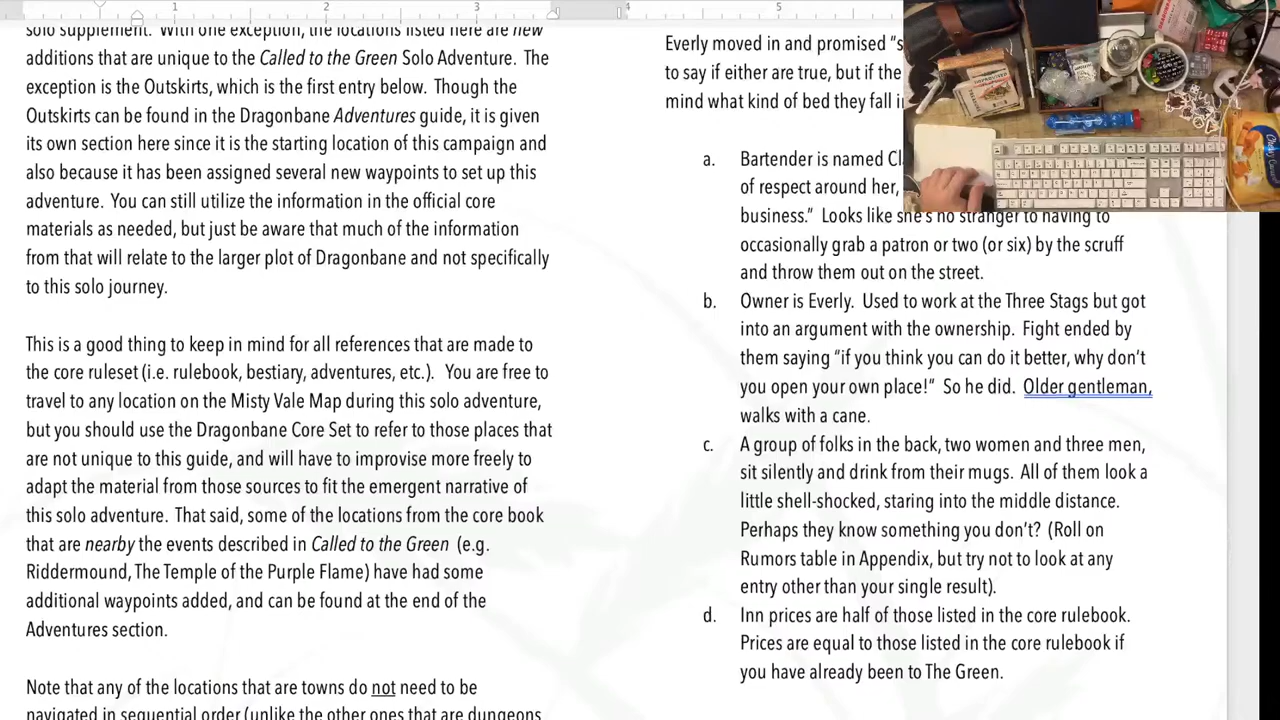 1
2
3
4
5
solo supplement. With one exception, the locations listed here are new
additions that are unique to the Called to the Green Solo Adventure. The
exception is the Outskirts, which is the first entry below. Though the
Outskirts can be found in the Dragonbane Adventures guide, it is given
its own section here since it is the starting location of this campaign and
also because it has been assigned several new waypoints to set up this
adventure. You can still utilize the information in the official core
materials as needed, but just be aware that much of the information
from that will relate to the larger plot of Dragonbane and not specifically
to this solo journey.
This is a good thing to keep in mind for all references that are made to
the core ruleset (i.e. rulebook, bestiary, adventures, etc.). You are free to
travel to any location on the Misty Vale Map during this solo adventure,
but you should use the Dragonbane Core Set to refer to those places that
are not unique to this guide, and will have to improvise more freely to
adapt the material from those sources to fit the emergent narrative of
this solo adventure. That said, some of the locations from the core book
that are nearby the events described in Called to the Green (e.g.
Riddermound, The Temple of the Purple Flame) have had some
additional waypoints added, and can be found at the end of the
Adventures section.
Note that any of the locations that are towns do not need to be
navigated in sequential order (unlike the other ones that are dungeons
Everly moved in and promised "s
to say if either are true, but if the
mind what kind of bed they fall i
a. Bartender is named Cl
of respect around her,
business." Looks like she's no stranger to having to
occasionally grab a patron or two (or six) by the scruff
and throw them out on the street.
b. Owner is Everly. Used to work at the Three Stags but got
into an argument with the ownership. Fight ended by
them saying "if you think you can do it better, why don't
you open your own place!" So he did. Older gentleman,
walks with a cane.
c. A group of folks in the back, two women and three men,
sit silently and drink from their mugs. All of them look a
little shell-shocked, staring into the middle distance.
Perhaps they know something you don't? (Roll on
Rumors table in Appendix, but try not to look at any
entry other than your single result).
d. Inn prices are half of those listed in the core rulebook.
Prices are equal to those listed in the core rulebook if
you have already been to The Green.